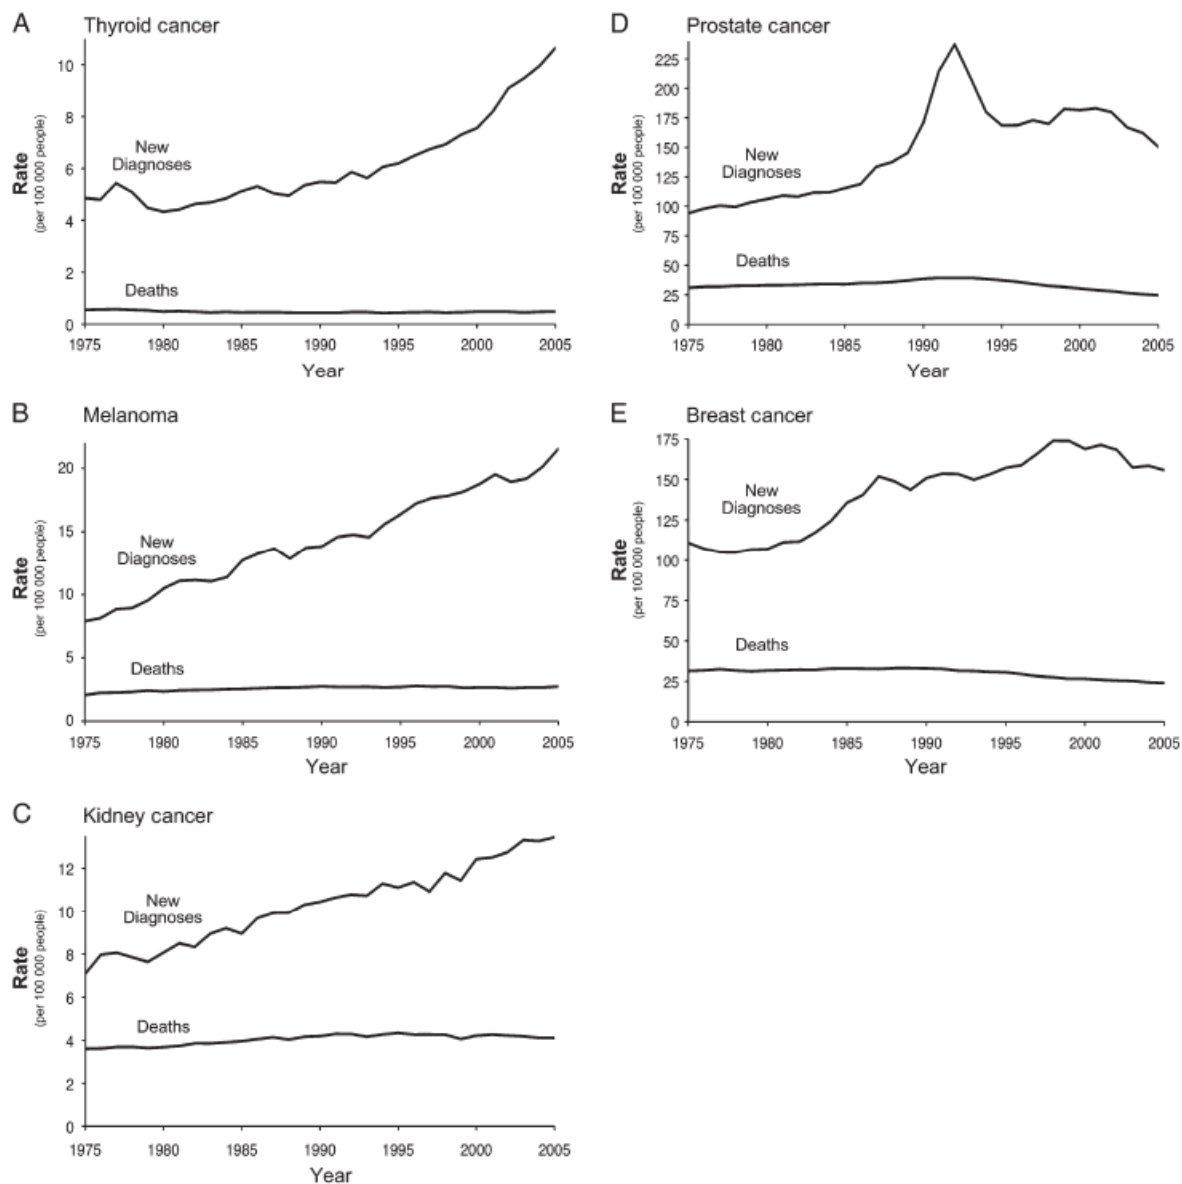 A Thyroid cancer
10
8
6
4
2
0
New
Diagnoses
Deaths
Rate
(per 100 000 people)
1975 1980 1985 1990 1995 2000 2005
Year
B Melanoma
20
15
10
5
0
New
Diagnoses
Deaths
Rate
(per 100 000 people)
1975 1980 1985 1990 1995 2000 2005
Year
C Kidney cancer
12
10
8
6
4
2
0
New
Diagnoses
Deaths
Rate
(per 100 000 people)
1975 1980 1985 1990 1995 2000 2005
Year
D Prostate cancer
225
200
175
150
125
100
75
50
25
0
New
Diagnoses
Deaths
Rate
(per 100 000 people)
1975 1980 1985 1990 1995 2000 2005
Year
E Breast cancer
175
150
125
100
75
50
25
0
New
Diagnoses
Deaths
Rate
(per 100 000 people)
1975 1980 1985 1990 1995 2000 2005
Year